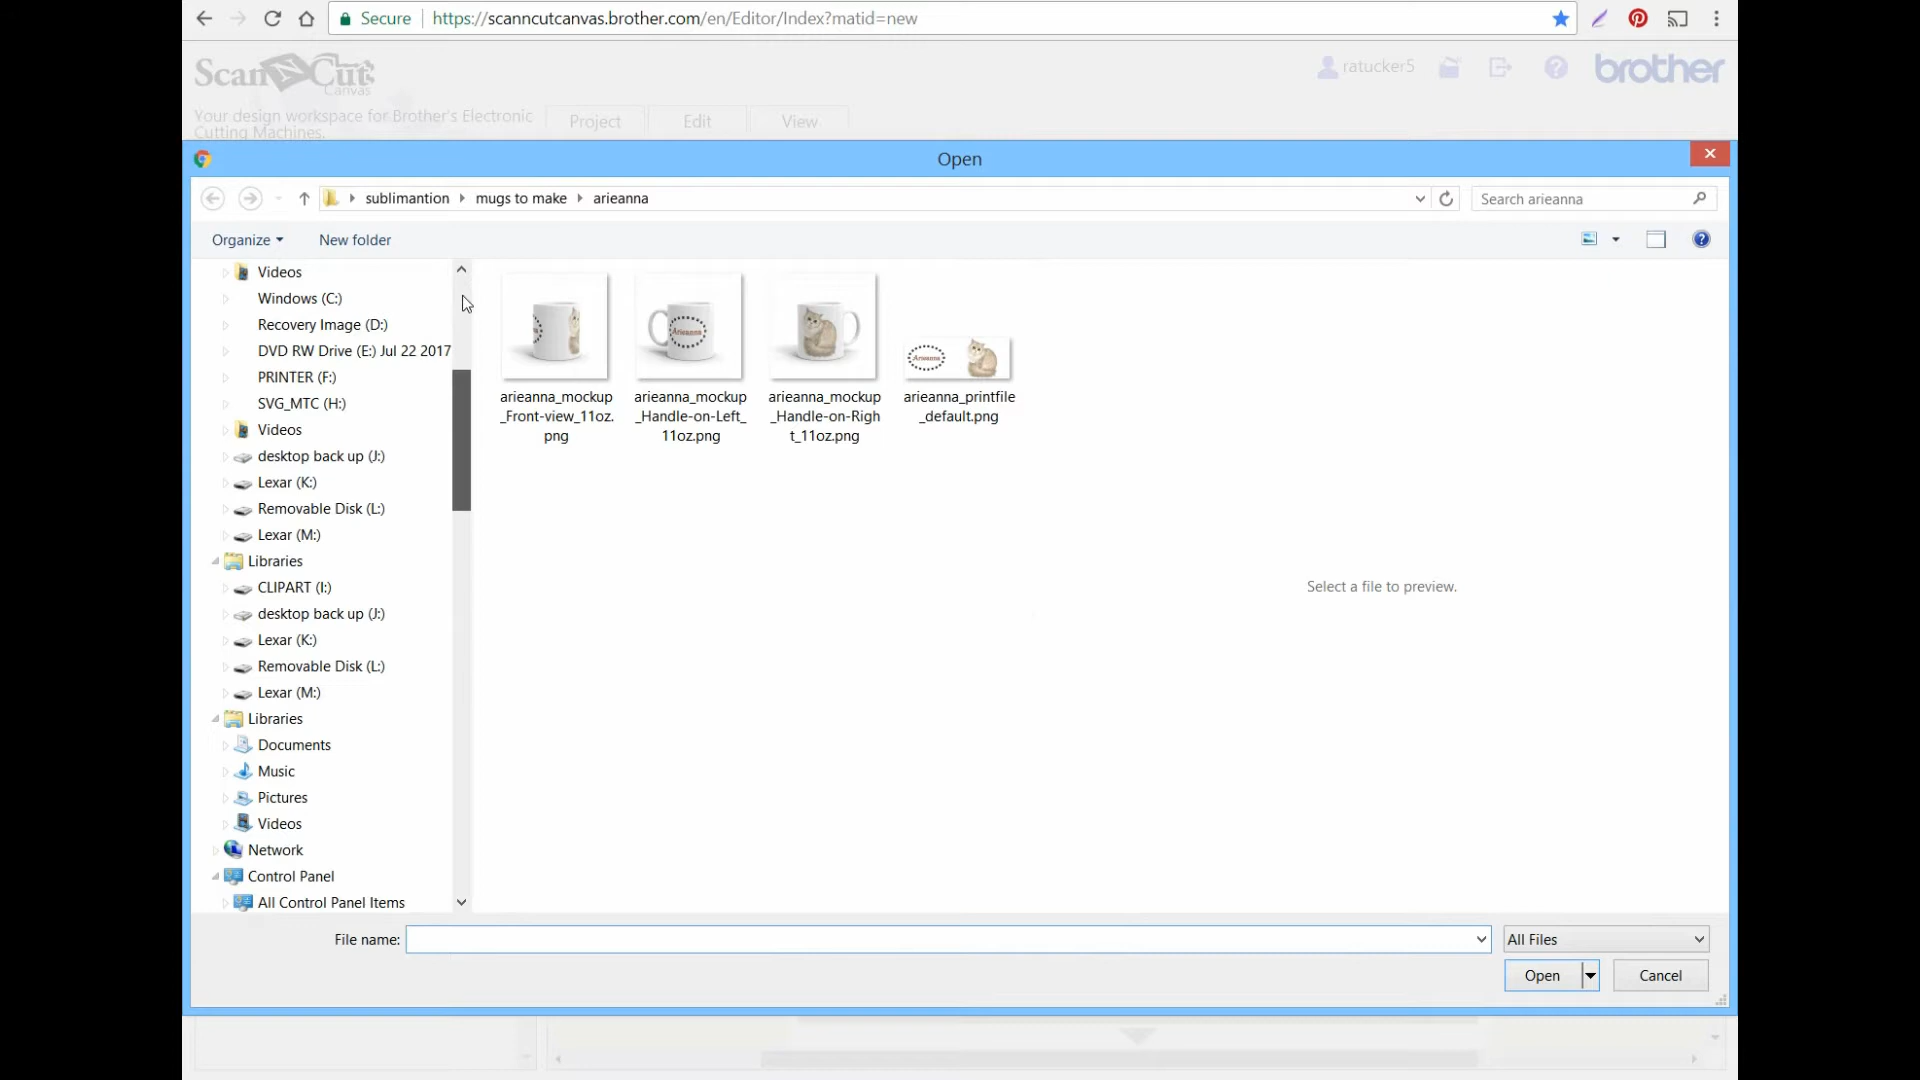 Secure https://scanncutcanvas.brother.com/en/Editor/Index?matid=new
ScanNCut
Canvas
ratucker5
brother
Your design workspace for Brother's Electronic
Cutting Machines.
Project
Edit
View
Open
sublimantion
mugs to make
arieanna
Search arieanna
Organize
New folder
Videos
Windows (C:)
Recovery Image (D:)
DVD RW Drive (E:) Jul 22 2017
PRINTER (F:)
SVG_MTC (H:)
Videos
desktop back up (J:)
Lexar (K:)
Removable Disk (L:)
Lexar (M:)
Libraries
CLIPART (I:)
desktop back up (J:)
Lexar (K:)
Removable Disk (L:)
Lexar (M:)
Libraries
Documents
Music
Pictures
Videos
Network
Control Panel
All Control Panel Items
Arieanna
Arieanna
arieanna_mockup
_Front-view_11oz.
png
arieanna_mockup
_Handle-on-Left_
11oz.png
arieanna_mockup
_Handle-on-Righ
t_11oz.png
arieanna_printfile
_default.png
Select a file to preview.
File name:
All Files
Open
Cancel